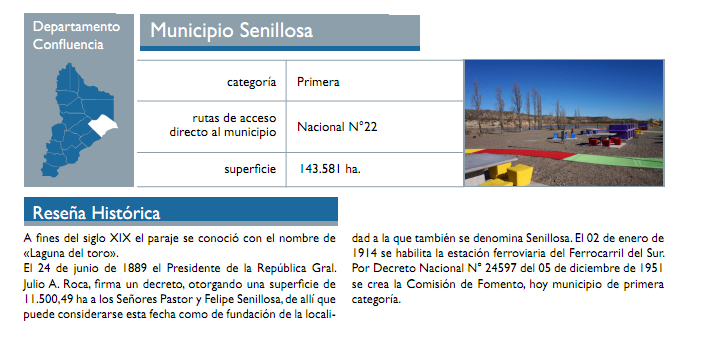 Departamento
Confluencia
Municipio Senillosa
categoría Primera
rutas de acceso
directo al municipio Nacional N°22
superficie 143.581 ha.
Reseña Histórica
A fines del siglo XIX el paraje se conoció con el nombre de
«Laguna del toro».
El 24 de junio de 1889 el Presidente de la República Gral.
Julio A. Roca, firma un decreto, otorgando una superficie de
11.500,49 ha a los Señores Pastor y Felipe Senillosa, de allí que
puede considerarse esta fecha como de fundación de la locali-
dad a la que también se denomina Senillosa. El 02 de enero de
1914 se habilita la estación ferroviaria del Ferrocarril del Sur.
Por Decreto Nacional N° 24597 del 05 de diciembre de 1951
se crea la Comisión de Fomento, hoy municipio de primera
categoría.